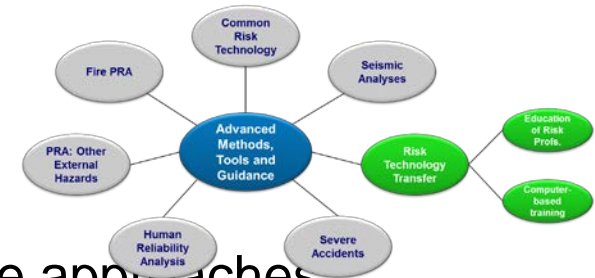 Common
Risk
Technology
Fire PRA
Seismic
Analyses
Advanced
Methods,
Tools and
Guidance
Education
of Risk
Profs.
PRA: Other
External
Hazards
Risk
Technology
Transfer
Computer-
based
training
Human
Reliability
Analysis
Severe
Accidents
e approaches